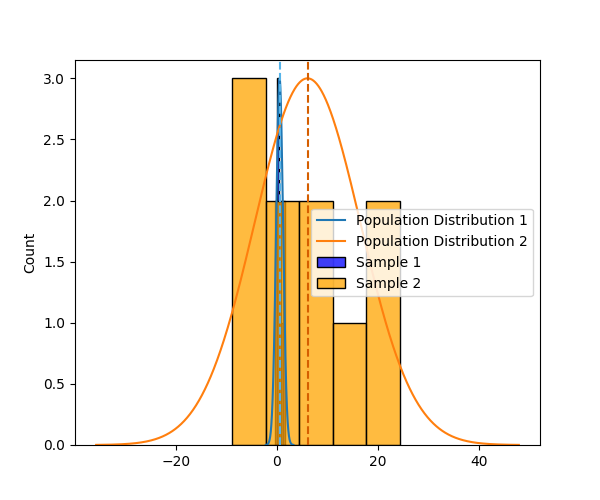 3.0
2.5
2.0
1.5
1.0
0.5
0.0
Count
Population Distribution 1
Population Distribution 2
Sample 1
Sample 2
−20
0
20
40